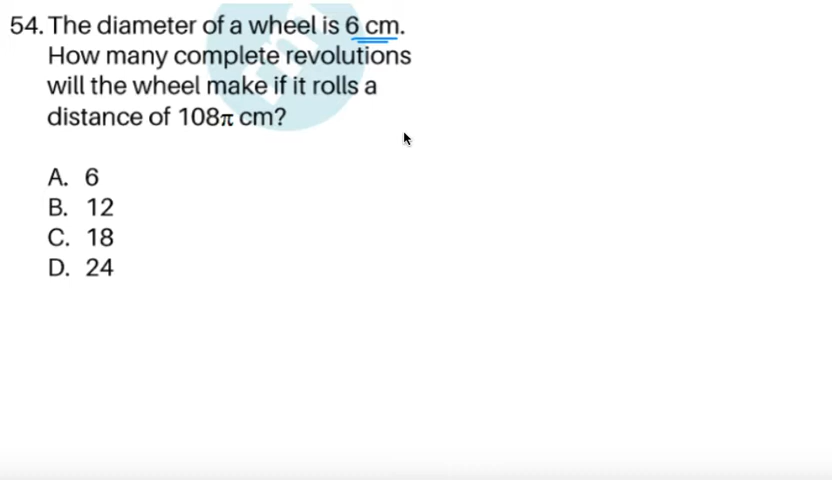 54. The diameter of a wheel is 6 cm.
How many complete revolutions
will the wheel make if it rolls a
distance of 108π cm?
A. 6
B. 12
C. 18
D. 24